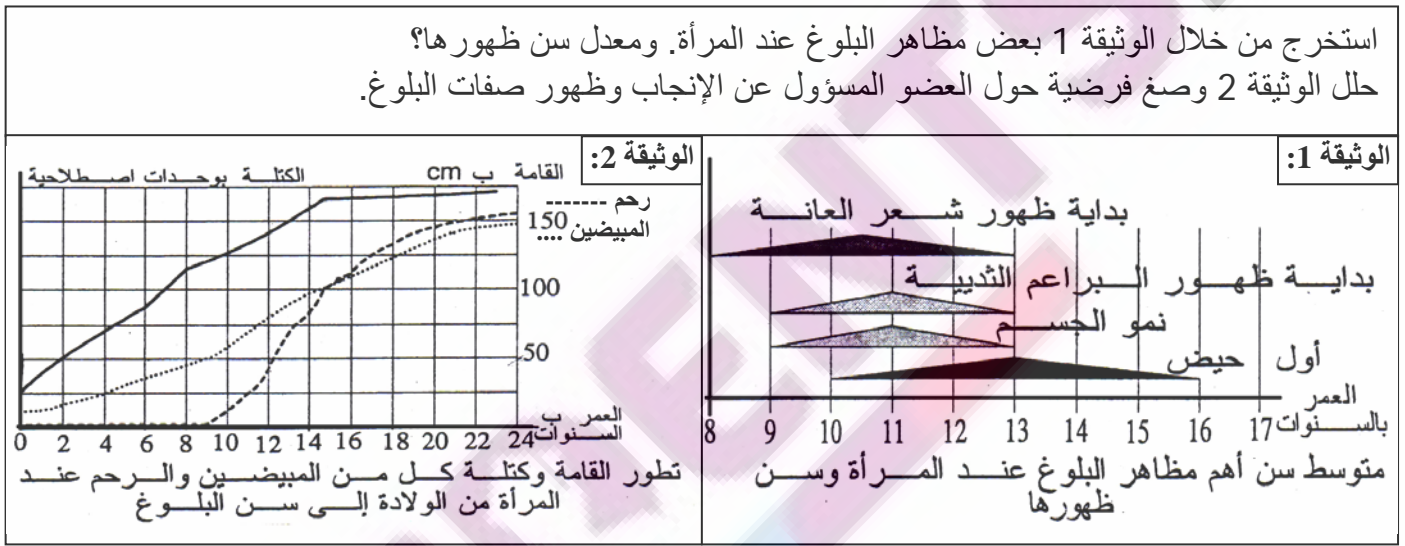 استخرج من خلال الوثيقة 1 بعض مظاهر البلوغ عند المرأة. ومعدل سن ظهورها؟
حلل الوثيقة 2 وصغ فرضية حول العضو المسؤول عن الإنجاب وظهور صفات البلوغ.
الوثيقة 1:
بداية ظهور شعر العانة
بداية ظهور البراعم الثديية
نمو الجسم
أول حيض
العمر
بالسنوات
8 9 10 11 12 13 14 15 16 17
متوسط سن أهم مظاهر البلوغ عند المرأة وسن
ظهورها
الوثيقة 2:
القامة ب cm
الكتلة بوحدات اصطلاحية
رحم -------
المبيضين ....
150
100
50
العمر ب
السنوات
0 2 4 6 8 10 12 14 16 18 20 22 24
تطور القامة وكتلة كل من المبيضين والرحم عند
المرأة من الولادة إلى سن البلوغ